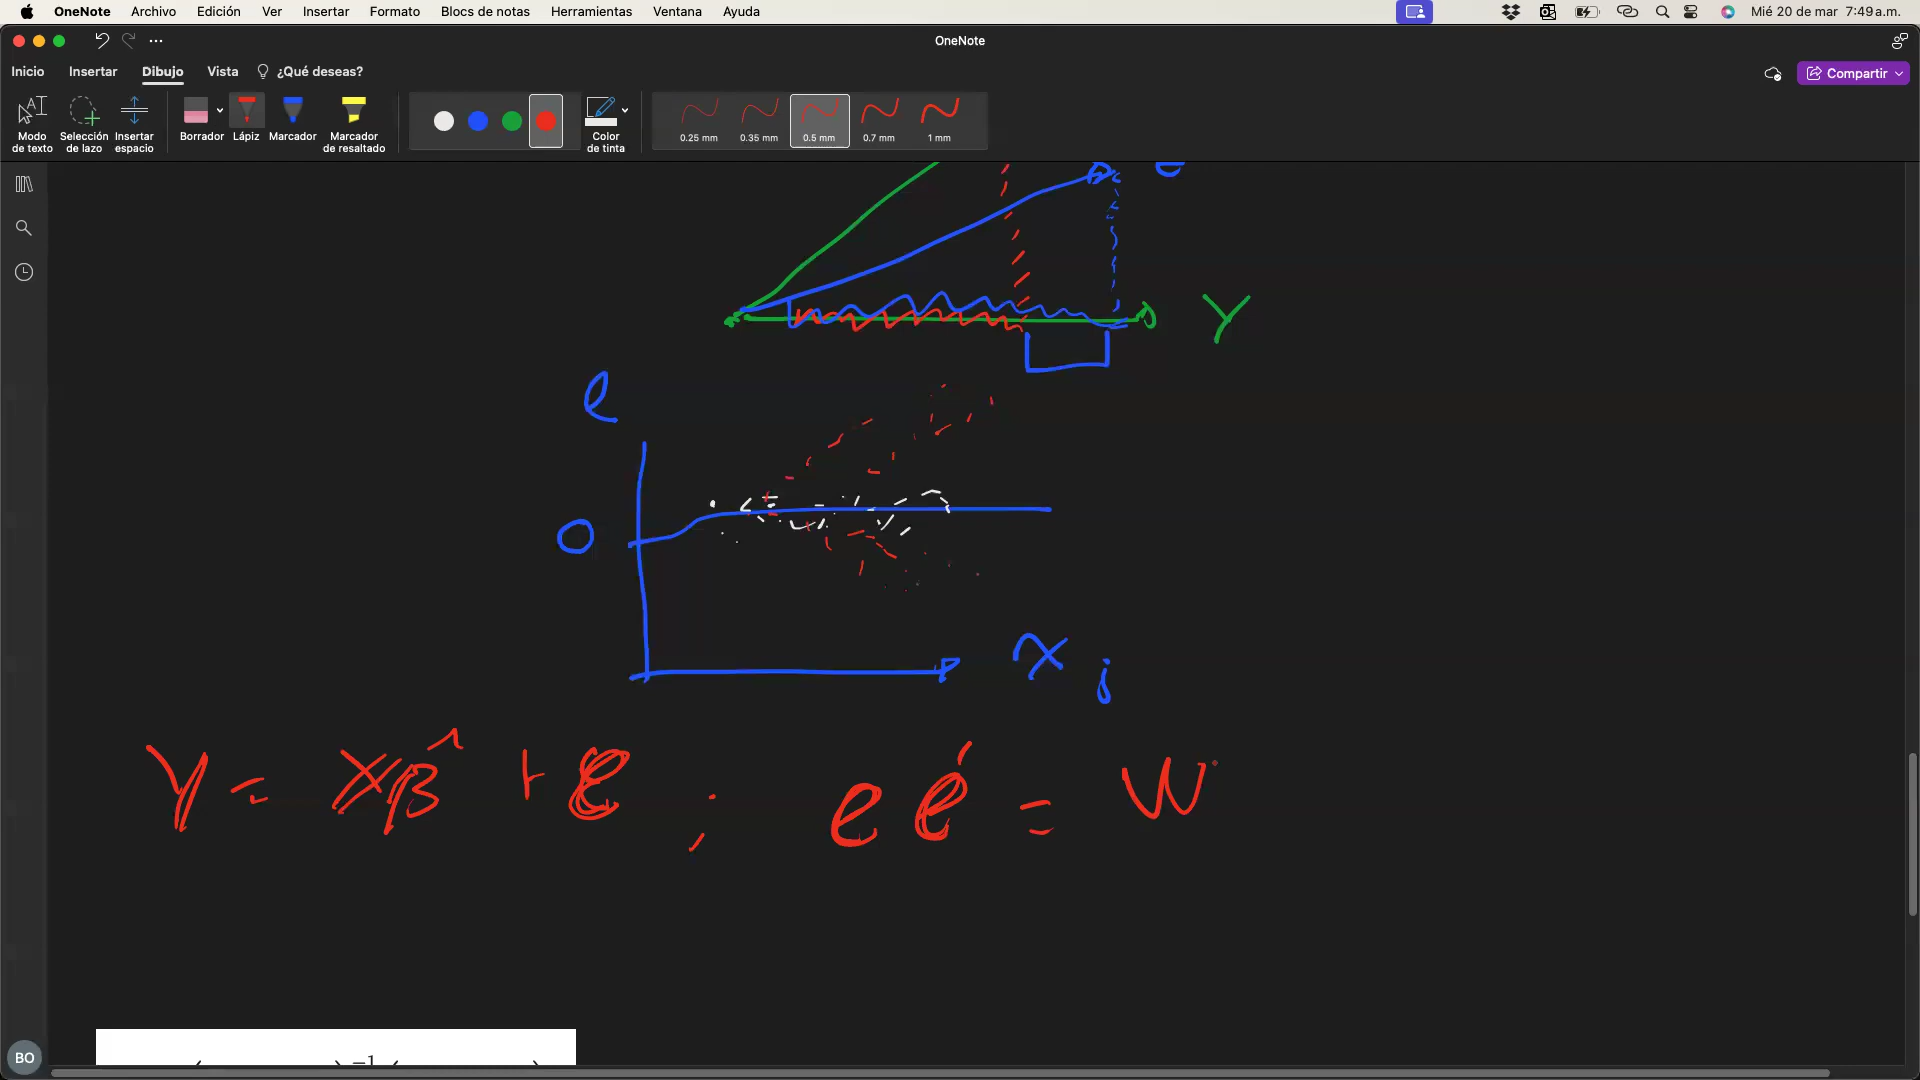 OneNote Archivo Edición Ver Insertar Formato Blocs de notas Herramientas Ventana Ayuda Mié 20 de mar 7:49 a.m.
OneNote
Inicio Insertar Dibujo Vista ¿Qué deseas? Compartir
Modo de texto Selección de lazo Insertar espacio Borrador Lápiz Marcador Marcador de resaltado Color de tinta 0.25 mm 0.35 mm 0.5 mm 0.7 mm 1 mm
e
Y
e
0
x j
Y = Xβ^ + e ; e e' = W
−1
BO